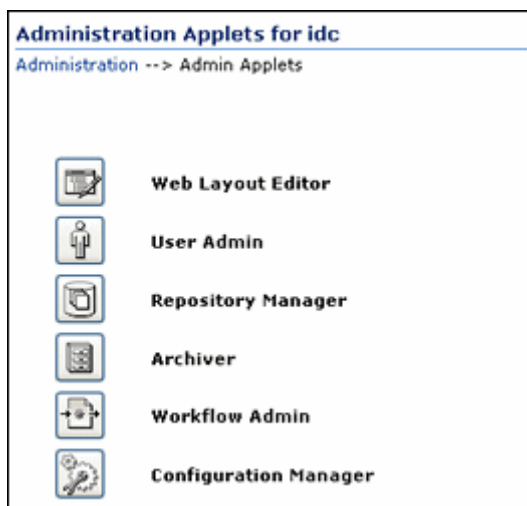 Administration Applets for idc
Administration --> Admin Applets
Web Layout Editor
User Admin
Repository Manager
Archiver
Workflow Admin
Configuration Manager